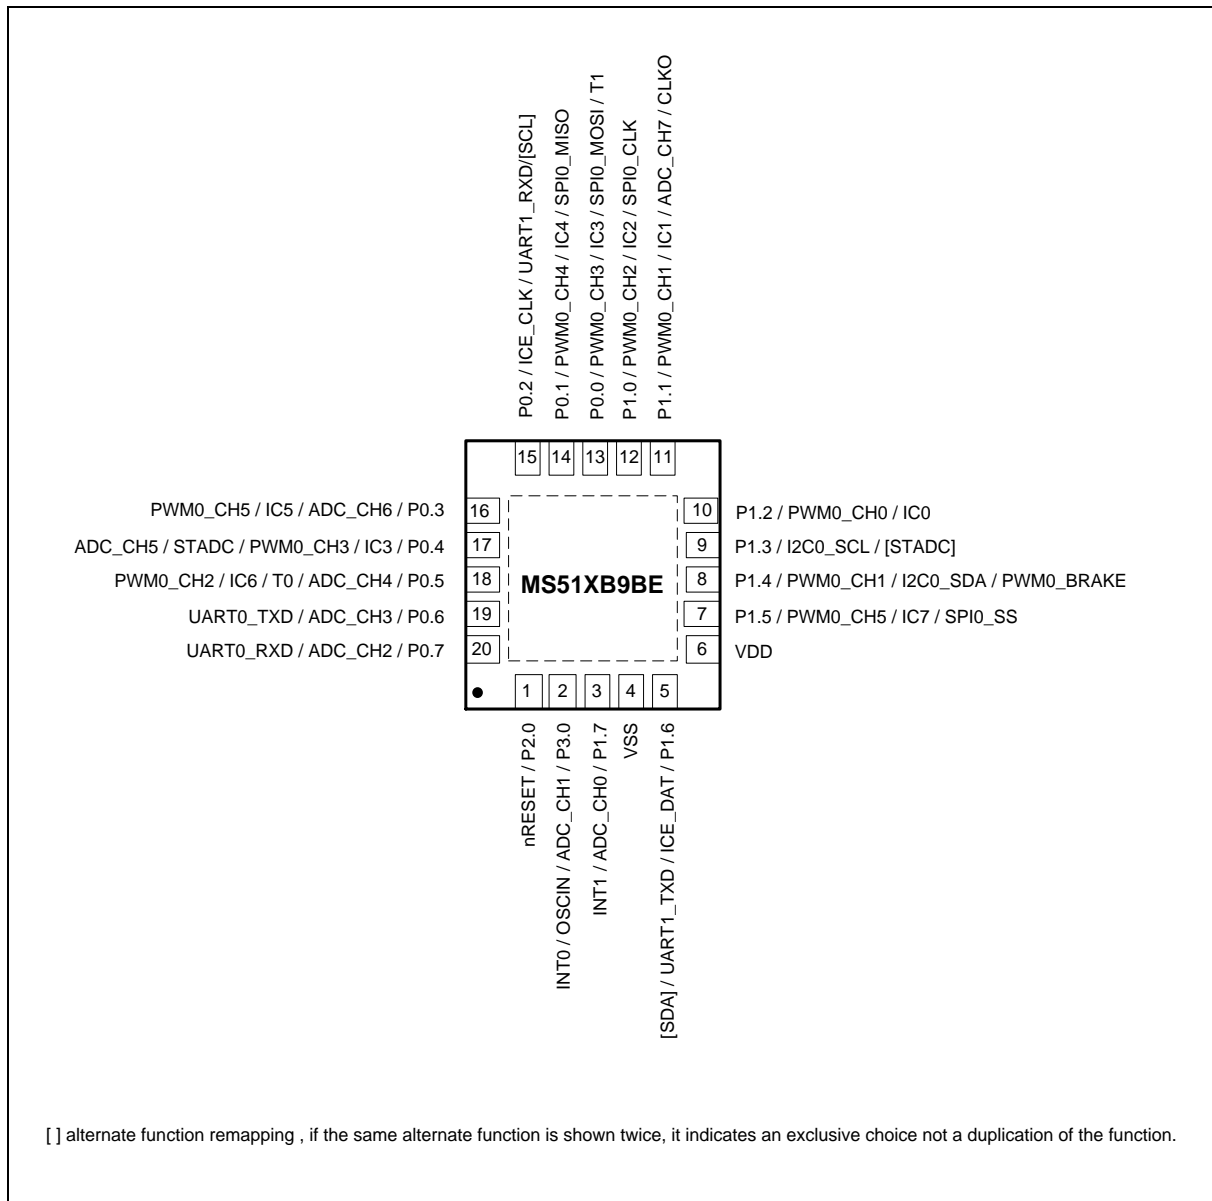 P0.2 / ICE_CLK / UART1_RXD/[SCL]
P0.1 / PWM0_CH4 / IC4 / SPI0_MISO
P0.0 / PWM0_CH3 / IC3 / SPI0_MOSI / T1
P1.0 / PWM0_CH2 / IC2 / SPI0_CLK
P1.1 / PWM0_CH1 / IC1 / ADC_CH7 / CLKO
15 14 13 12 11
PWM0_CH5 / IC5 / ADC_CH6 / P0.3 16
ADC_CH5 / STADC / PWM0_CH3 / IC3 / P0.4 17
PWM0_CH2 / IC6 / T0 / ADC_CH4 / P0.5 18
UART0_TXD / ADC_CH3 / P0.6 19
UART0_RXD / ADC_CH2 / P0.7 20
MS51XB9BE
10 P1.2 / PWM0_CH0 / IC0
9 P1.3 / I2C0_SCL / [STADC]
8 P1.4 / PWM0_CH1 / I2C0_SDA / PWM0_BRAKE
7 P1.5 / PWM0_CH5 / IC7 / SPI0_SS
6 VDD
1 2 3 4 5
nRESET / P2.0
INT0 / OSCIN / ADC_CH1 / P3.0
INT1 / ADC_CH0 / P1.7
VSS
[SDA] / UART1_TXD / ICE_DAT / P1.6
[ ] alternate function remapping , if the same alternate function is shown twice, it indicates an exclusive choice not a duplication of the function.